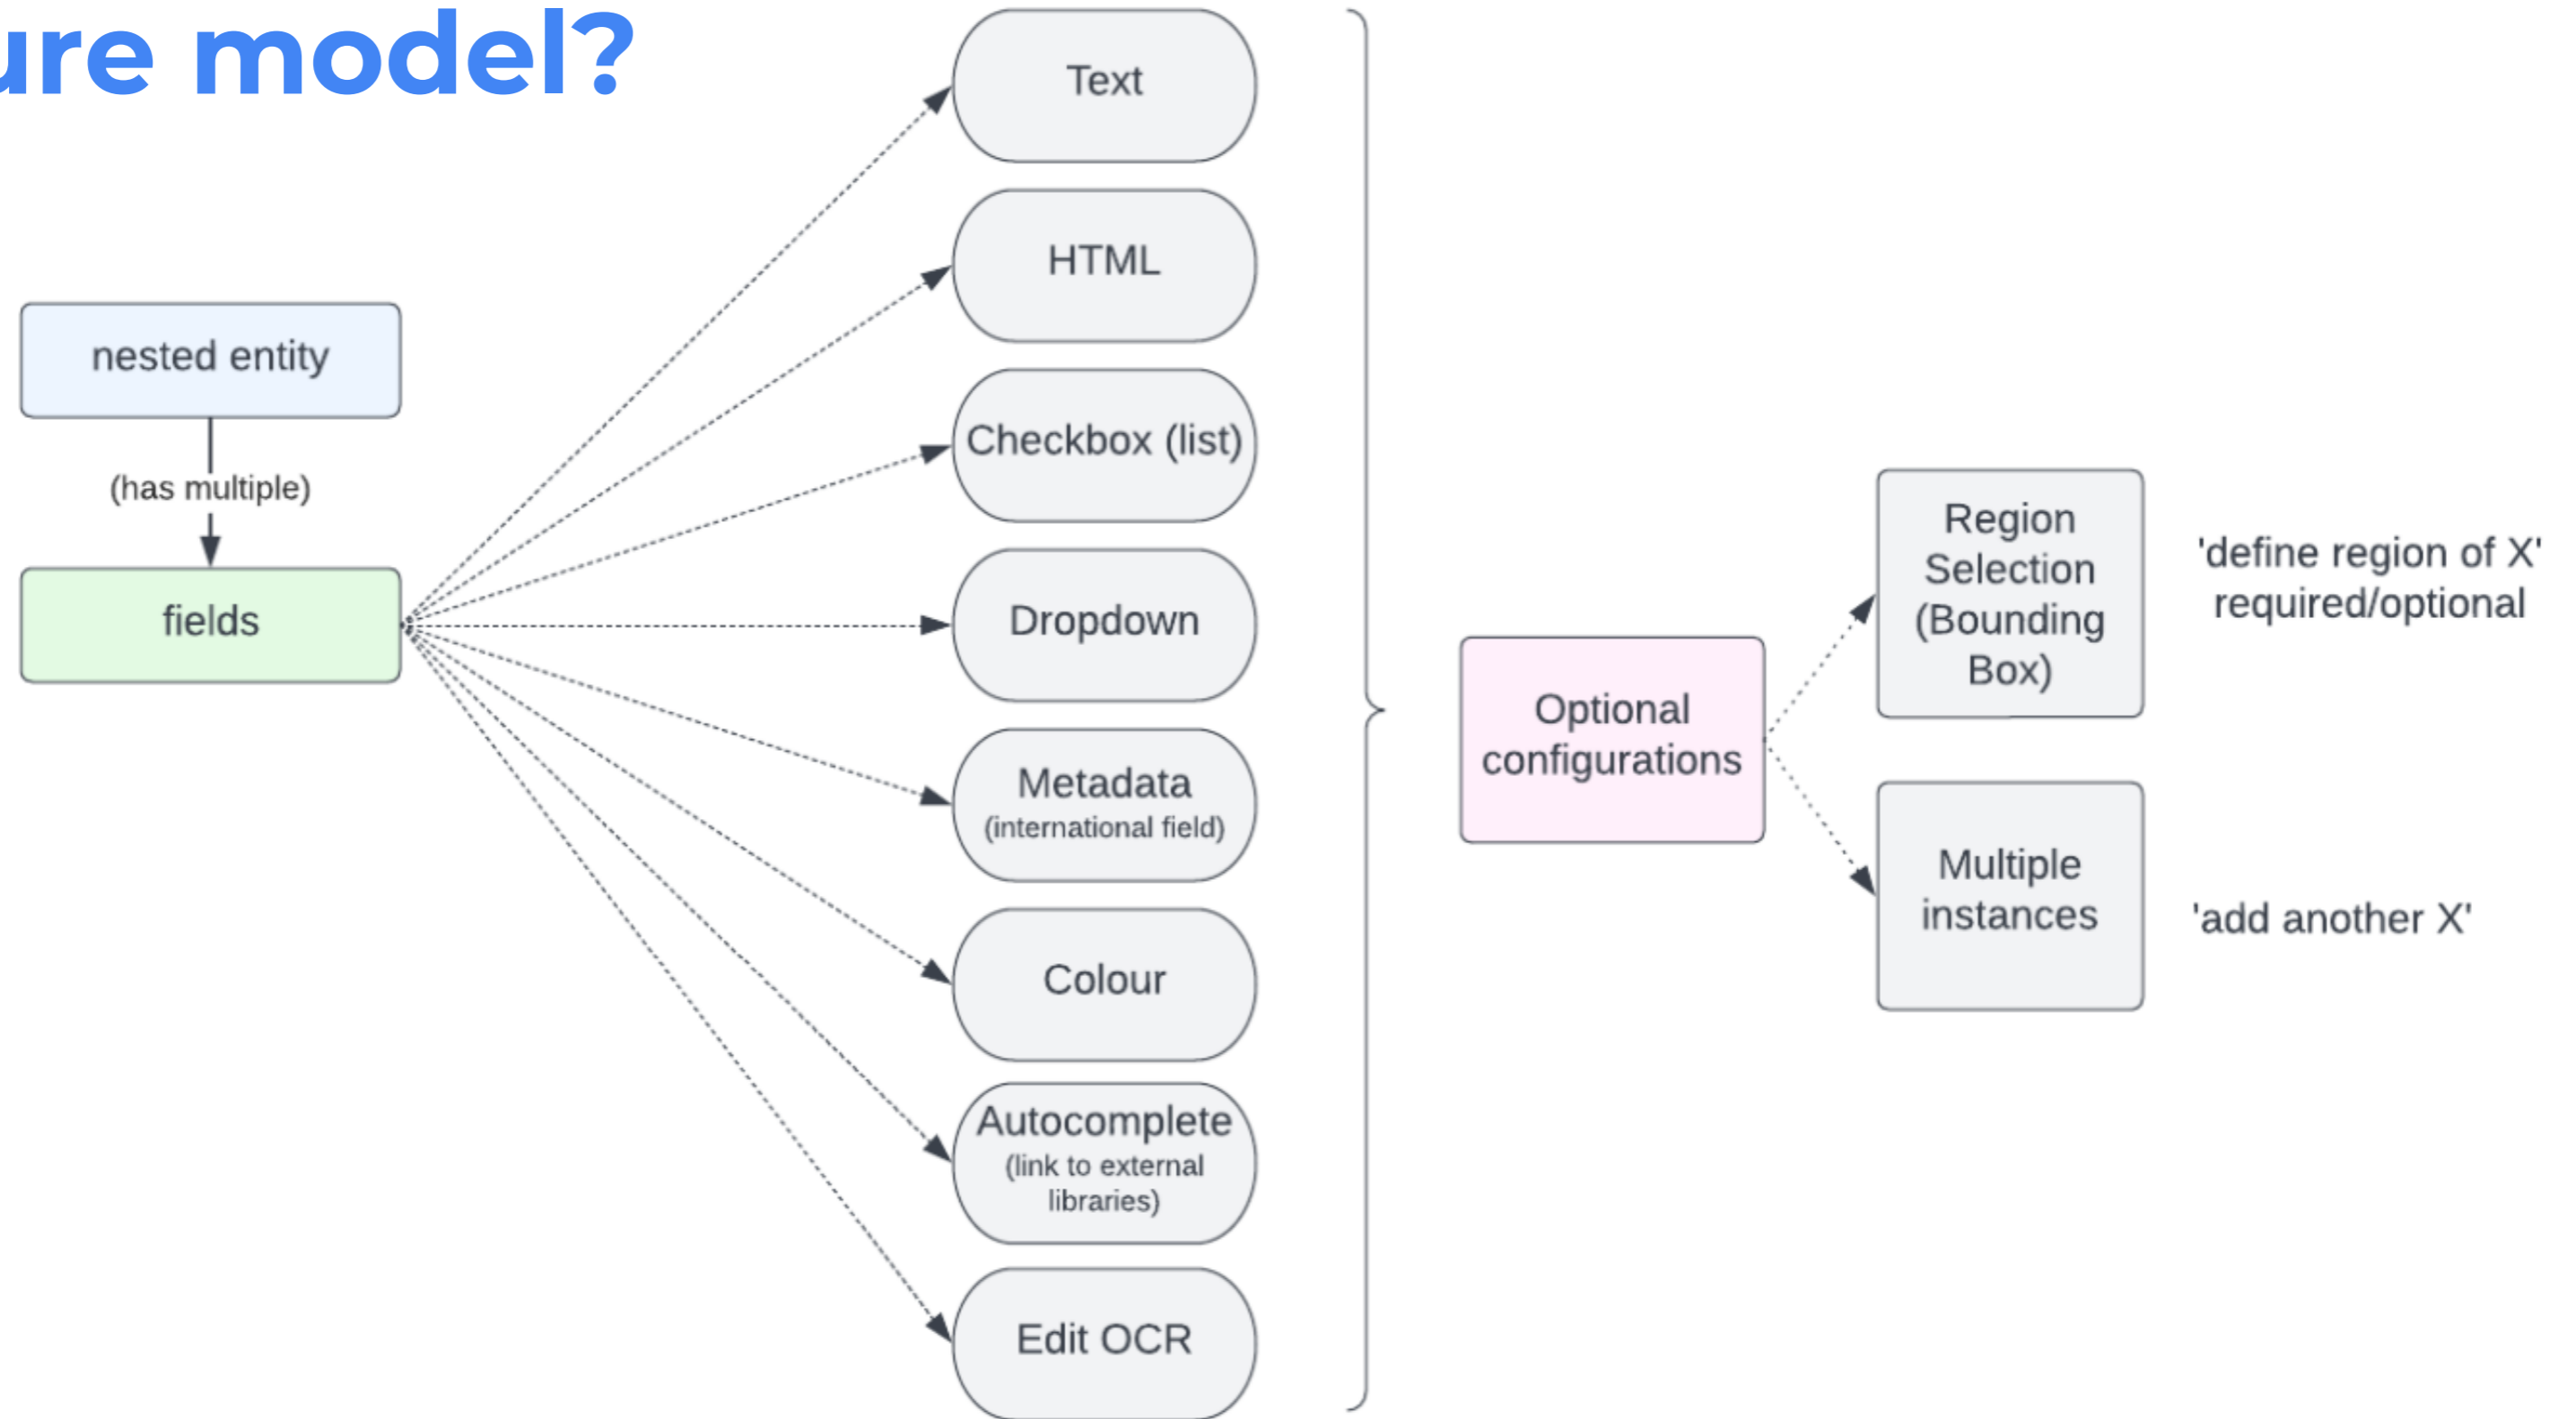 ure model?
nested entity
(has multiple)
fields
Text
HTML
Checkbox (list)
Dropdown
Metadata
(international field)
Colour
Autocomplete
(link to external
libraries)
Edit OCR
Optional
configurations
Region
Selection
(Bounding
Box)
'define region of X'
required/optional
Multiple
instances
'add another X'